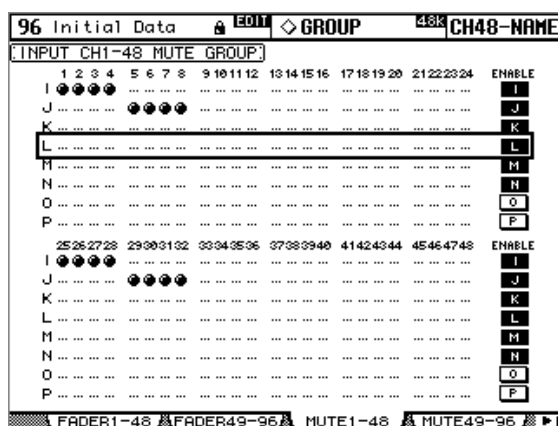 96 Initial Data EDIT GROUP 48K CH48-NAME
INPUT CH1-48 MUTE GROUP
1 2 3 4 5 6 7 8 9 10 11 12 13 14 15 16 17 18 19 20 21 22 23 24 ENABLE
I I
J J
K K
L L
M M
N N
O O
P P
25 26 27 28 29 30 31 32 33 34 35 36 37 38 39 40 41 42 43 44 45 46 47 48 ENABLE
I I
J J
K K
L L
M M
N N
O O
P P
FADER1-48 FADER49-96 MUTE1-48 MUTE49-96